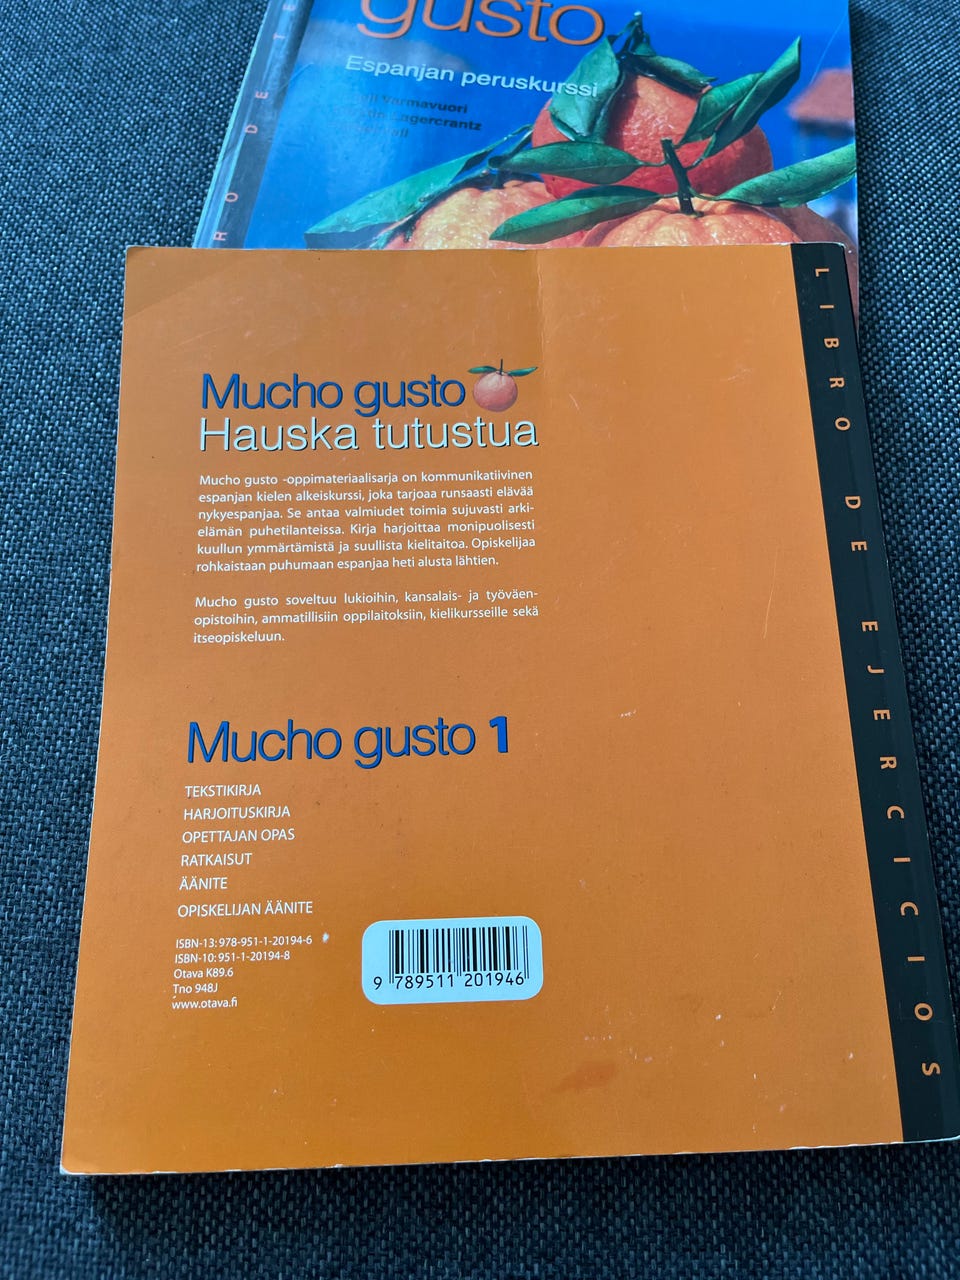 gusto
Espanjan peruskurssi
Varmavuori
Lagercrantz
Mucho gusto
Hauska tutustua
Mucho gusto -oppimateriaalisarja on kommunikatiivinen
espanjan kielen alkeiskurssi, joka tarjoaa runsaasti elävää
nykyespanjaa. Se antaa valmiudet toimia sujuvasti arki-
elämän puhetilanteissa. Kirja harjoittaa monipuolisesti
kuullun ymmärtämistä ja suullista kielitaitoa. Opiskelijaa
rohkaistaan puhumaan espanjaa heti alusta lähtien.
Mucho gusto soveltuu lukioihin, kansalais- ja työväen-
opistoihin, ammatillisiin oppilaitoksiin, kielikursseille sekä
itseopiskeluun.
Mucho gusto 1
TEKSTIKIRJA
HARJOITUSKIRJA
OPETTAJAN OPAS
RATKAISUT
ÄÄNITE
OPISKELIJAN ÄÄNITE
ISBN-13: 978-951-1-20194-6
ISBN-10: 951-1-20194-8
Otava K89.6
Tno 948J
www.otava.fi
9 789511 201946
LIBRO DE EJERCICIOS